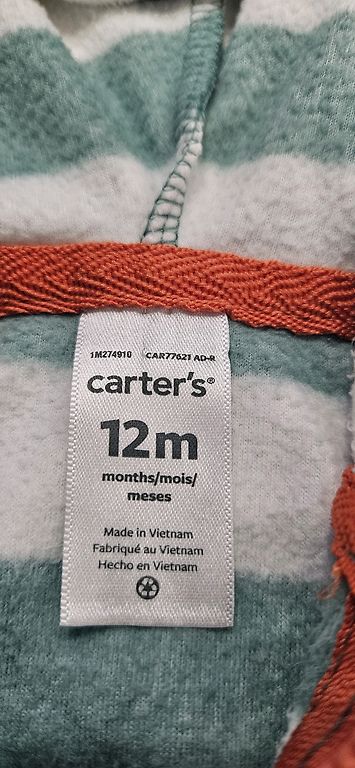 1M274910 CAR77621 AD-R
carter's®
12m
months/mois/
meses
Made in Vietnam
Fabriqué au Vietnam
Hecho en Vietnam